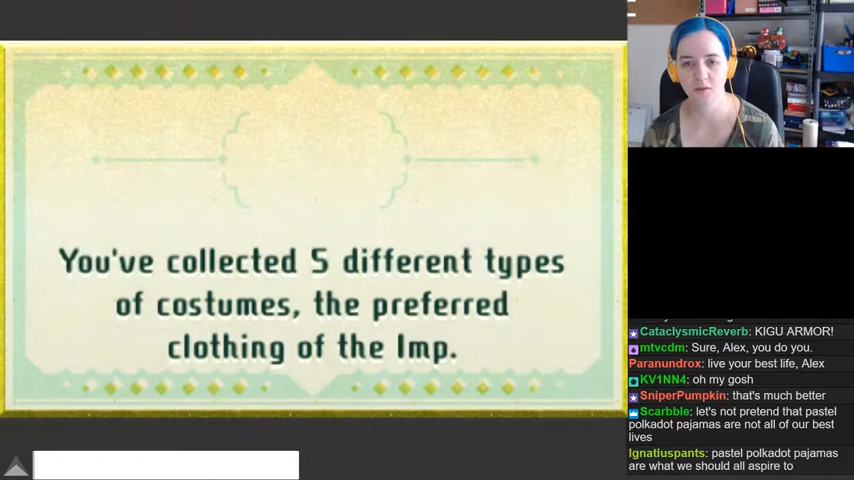 You've collected 5 different types
of costumes, the preferred
clothing of the Imp.
CataclysmicReverb: KIGU ARMOR!
mtvcdm: Sure, Alex, you do you.
Paranundrox: live your best life, Alex
KV1NN4: oh my gosh
SniperPumpkin: that's much better
Scarbble: let's not pretend that pastel
polkadot pajamas are not all of our best
lives
Ignatiuspants: pastel polkadot pajamas
are what we should all aspire to